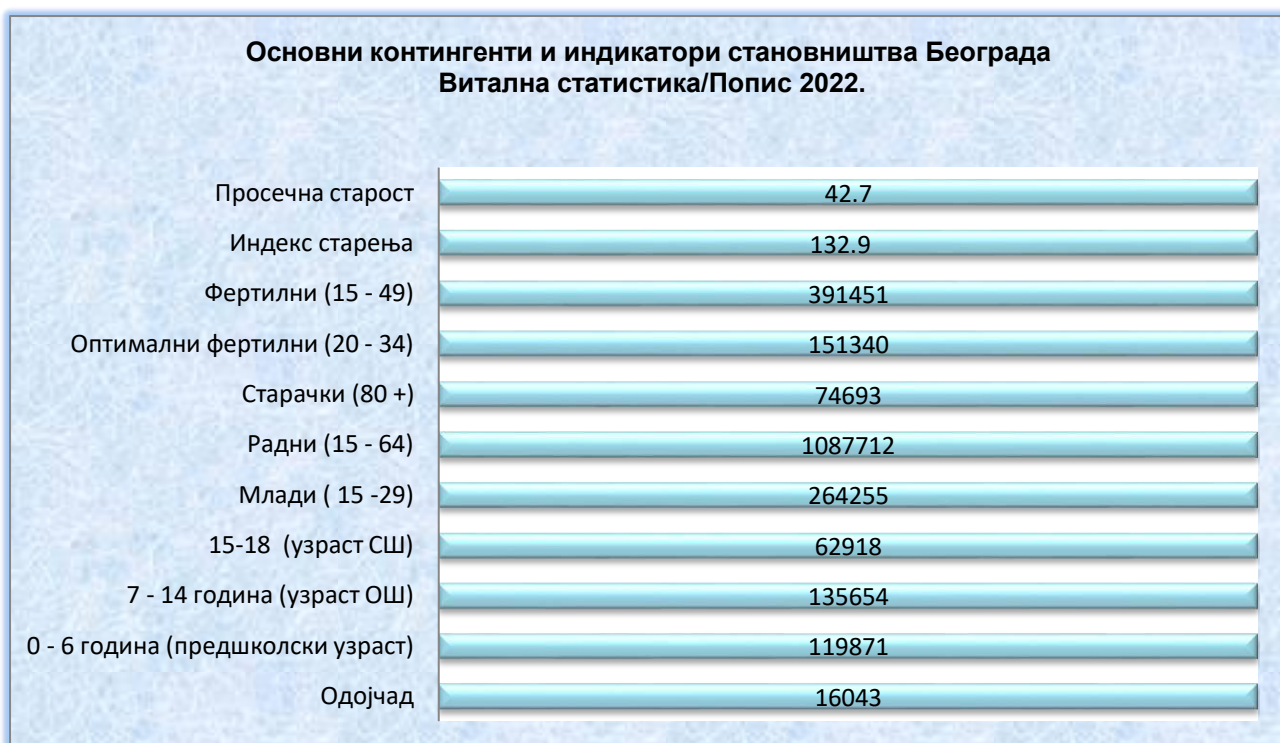 Основни контингенти и индикатори становништва Београда
Витална статистика/Попис 2022.
Просечна старост 42.7
Индекс старења 132.9
Фертилни (15 - 49) 391451
Оптимални фертилни (20 - 34) 151340
Старачки (80 +) 74693
Радни (15 - 64) 1087712
Млади ( 15 -29) 264255
15-18 (узраст СШ) 62918
7 - 14 година (узраст ОШ) 135654
0 - 6 година (предшколски узраст) 119871
Одојчад 16043